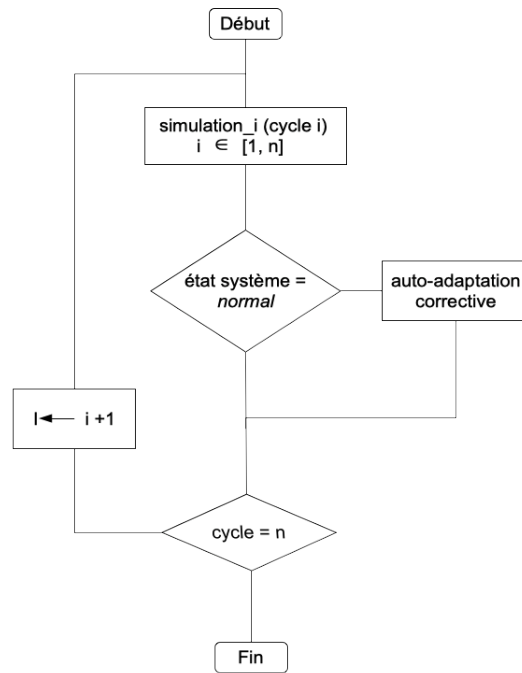 Début
simulation_i (cycle i)
i ∈ [1, n]
état système =
normal
auto-adaptation
corrective
I ← i +1
cycle = n
Fin